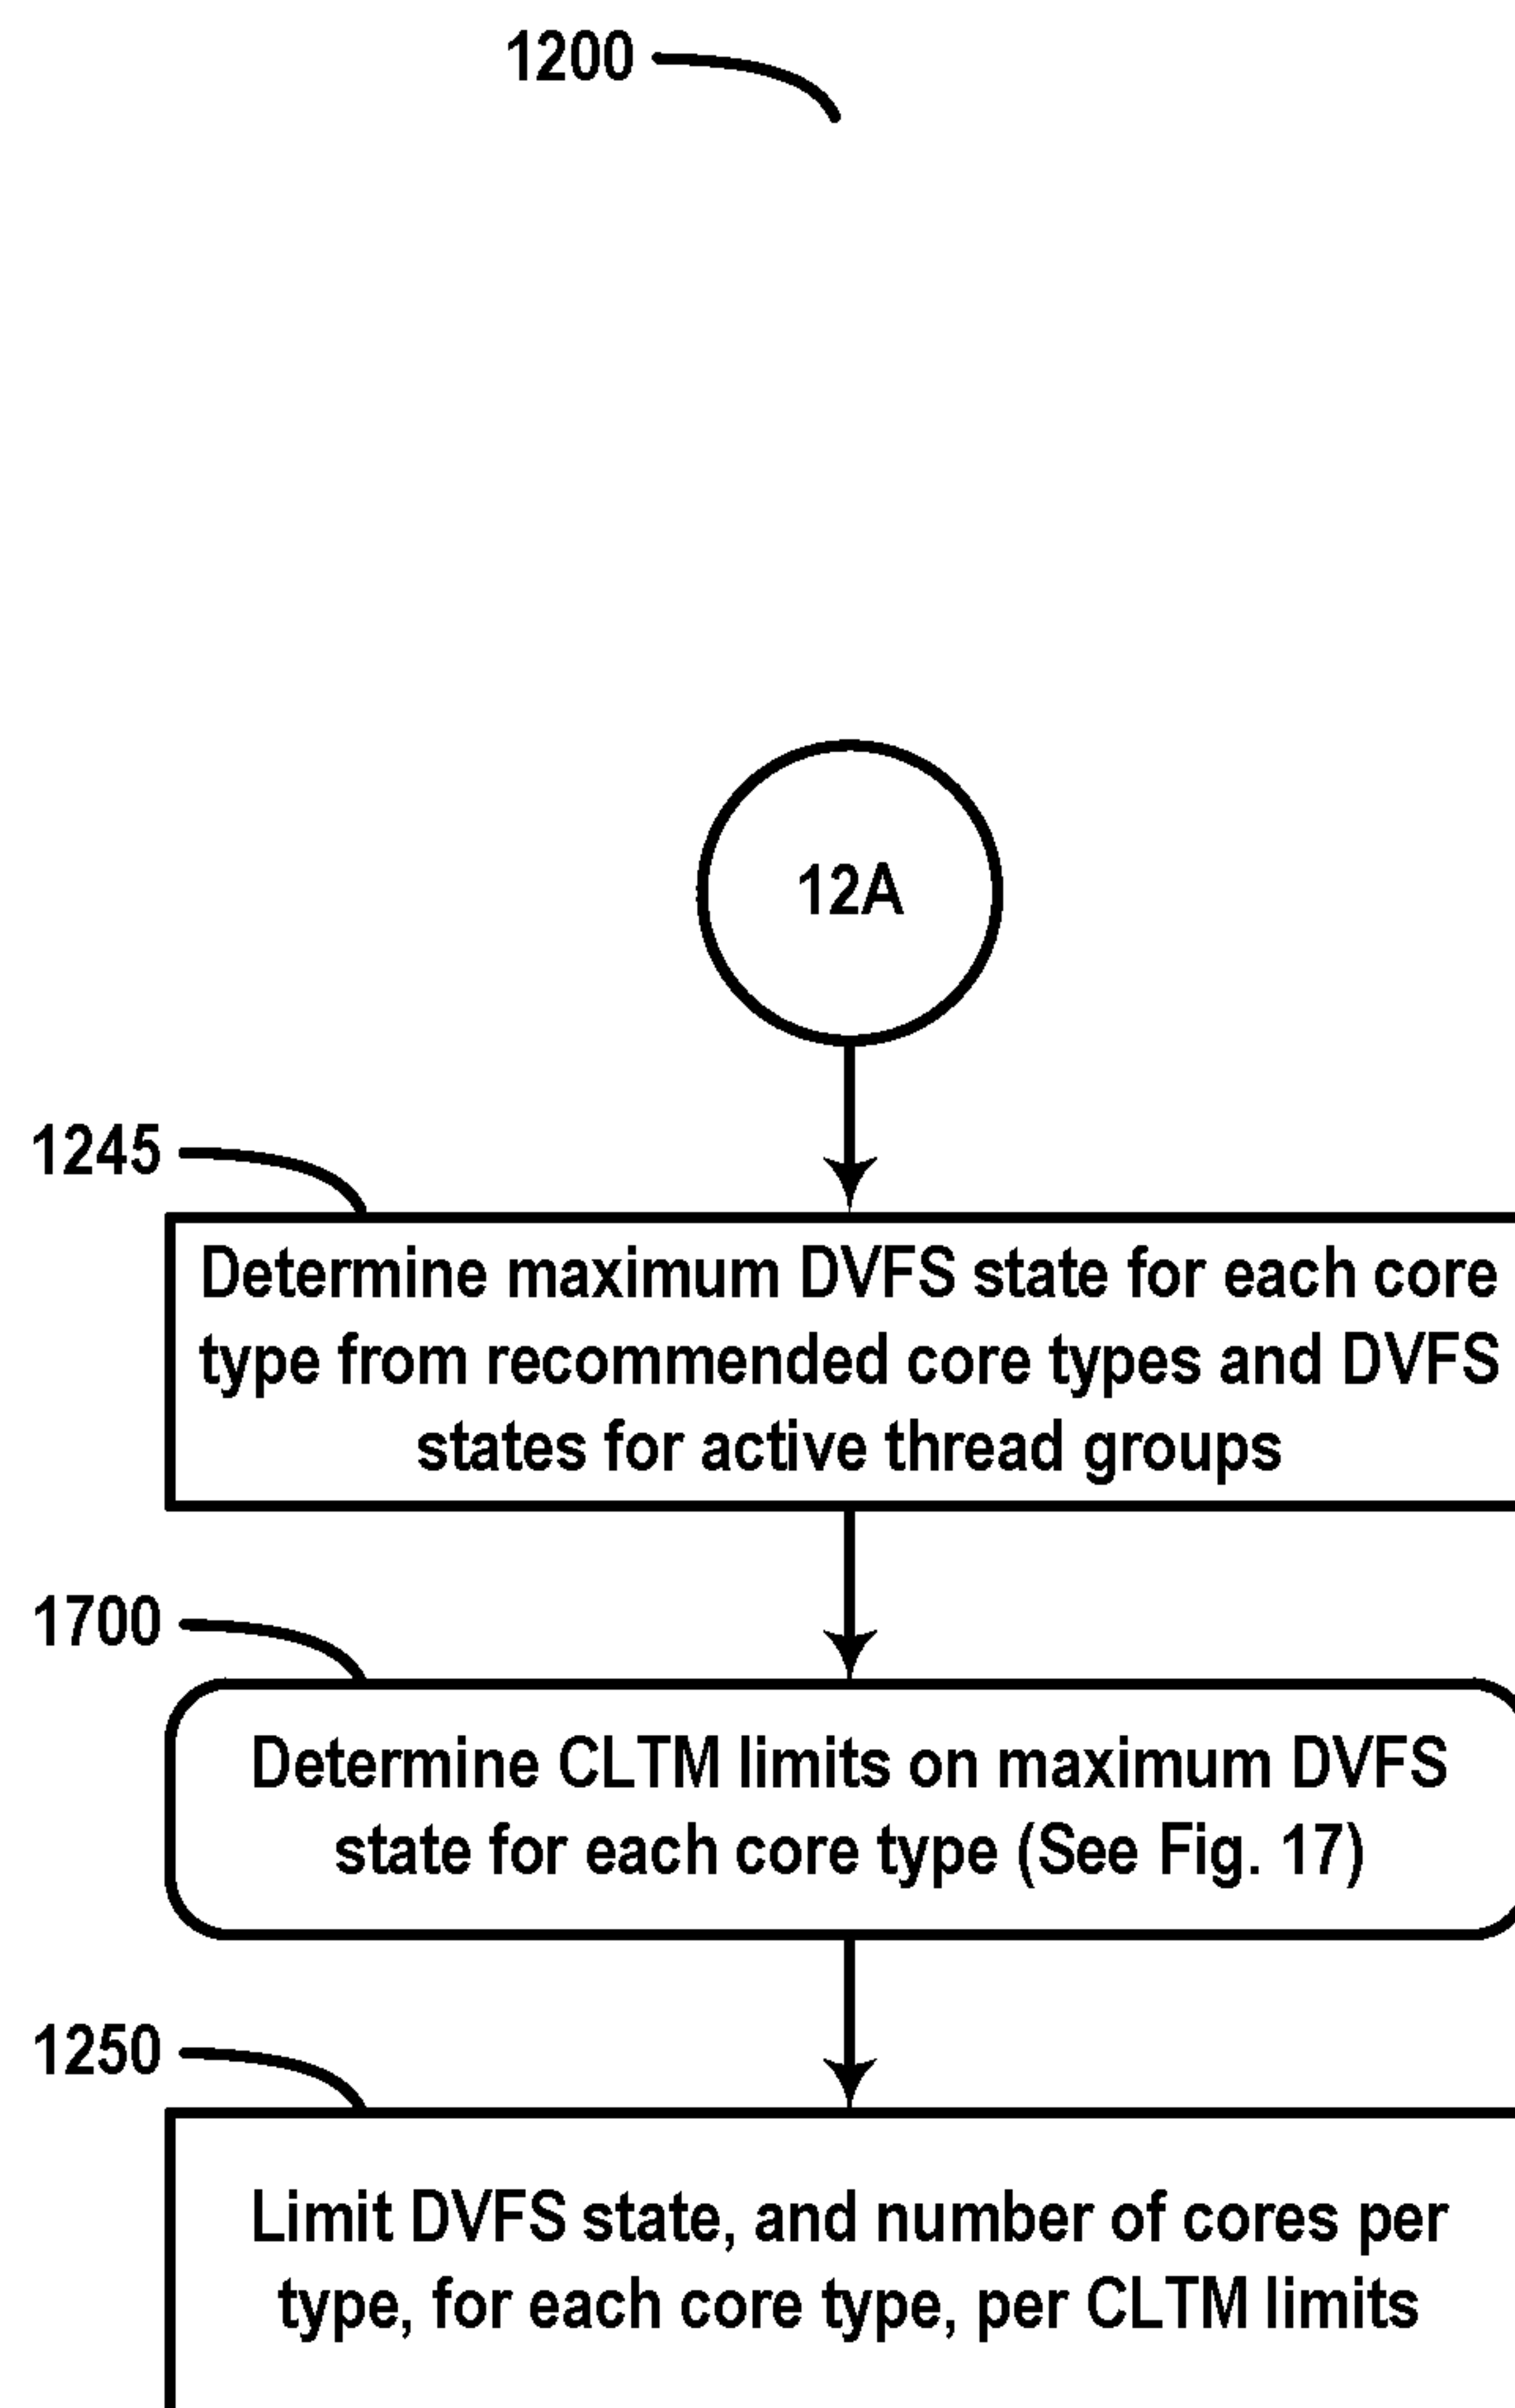 1200
12A
1245
Determine maximum DVFS state for each core
type from recommended core types and DVFS
states for active thread groups
1700
Determine CLTM limits on maximum DVFS
state for each core type (See Fig. 17)
1250
Limit DVFS state, and number of cores per
type, for each core type, per CLTM limits